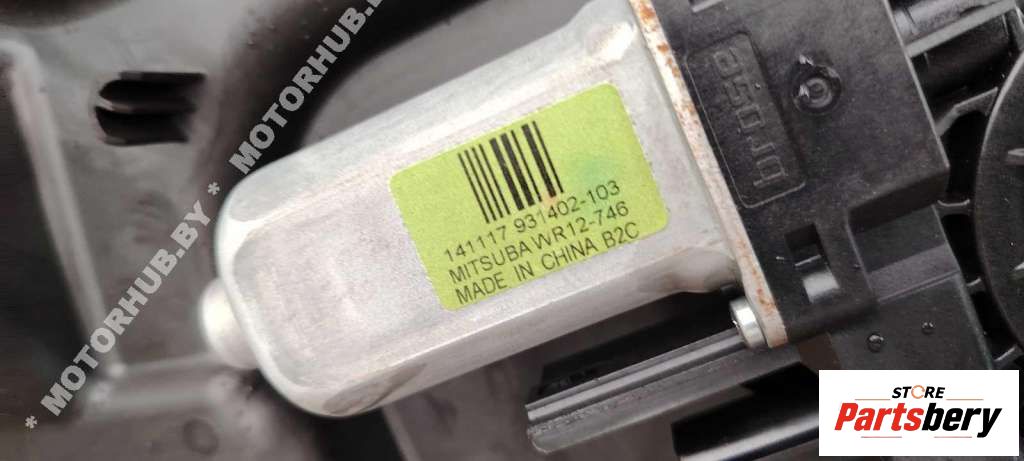 * MOTORHUB.BY * MOTORHUB.BY
brose
141117 931402-103
MITSUBA WR12-746
MADE IN CHINA B2C
STORE
Partsbery